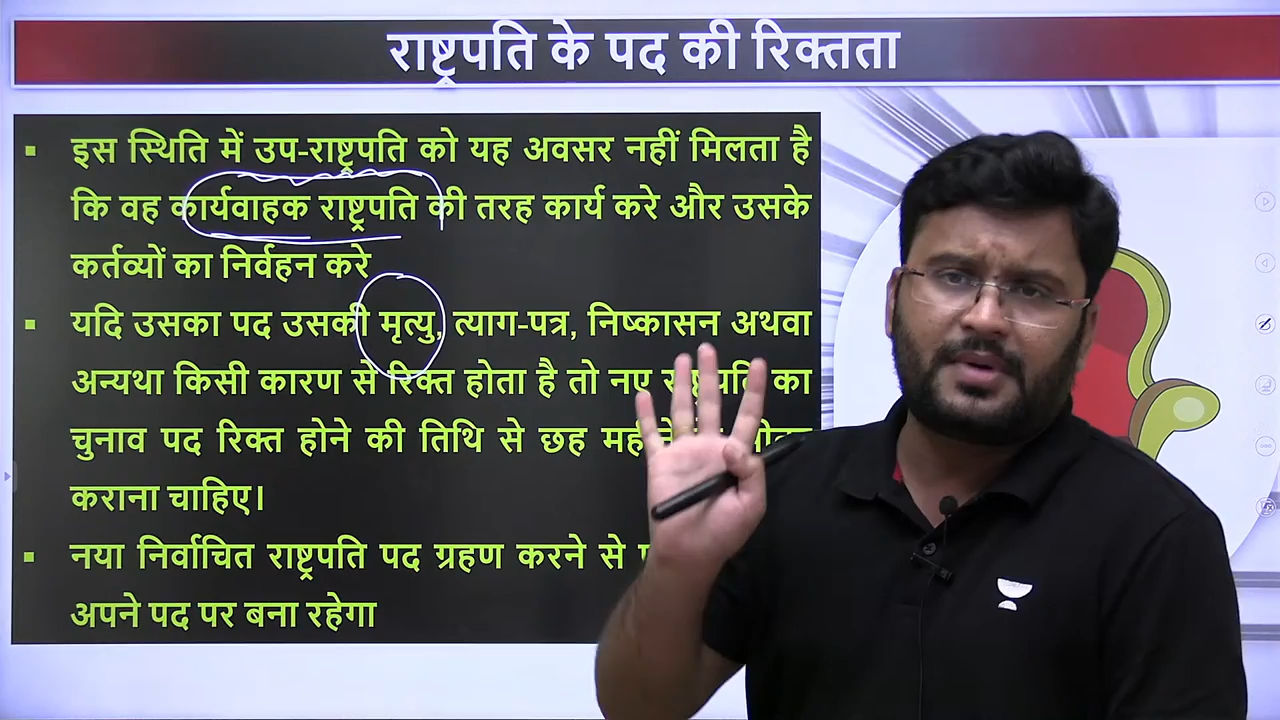 राष्ट्रपति के पद की रिक्तता
▪ इस स्थिति में उप-राष्ट्रपति को यह अवसर नहीं मिलता है
कि वह कार्यवाहक राष्ट्रपति की तरह कार्य करे और उसके
कर्तव्यों का निर्वहन करे
▪ यदि उसका पद उसकी मृत्यु, त्याग-पत्र, निष्कासन अथवा
अन्यथा किसी कारण से रिक्त होता है तो नए का
चुनाव पद रिक्त होने की तिथि से छह
कराना चाहिए।
▪ नया निर्वाचित राष्ट्रपति पद ग्रहण करने से
अपने पद पर बना रहेगा